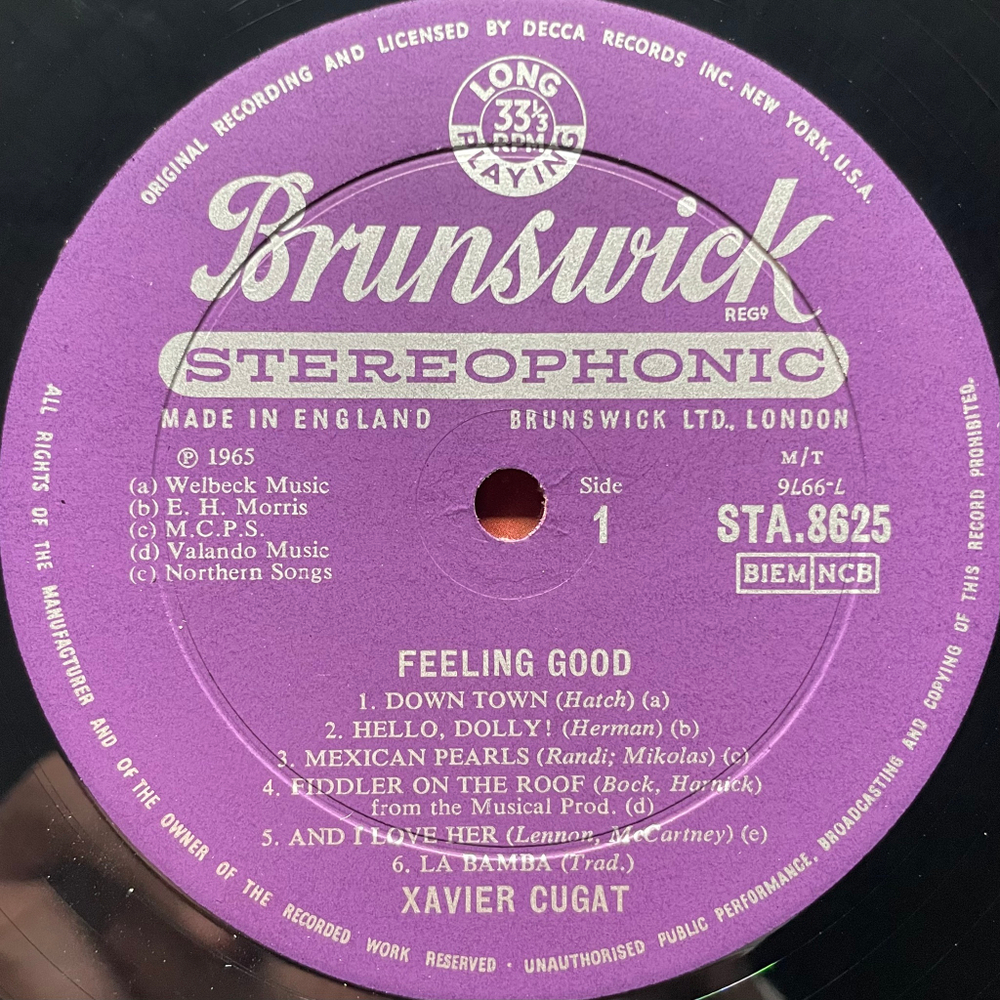 ORIGINAL RECORDING AND LICENSED BY DECCA RECORDS INC. NEW YORK, U.S.A.
LONG
33⅓
RPM
PLAYING
Brunswick
REGD
STEREOPHONIC
MADE IN ENGLAND BRUNSWICK LTD., LONDON
℗ 1965
(a) Welbeck Music
(b) E. H. Morris
(c) M.C.P.S.
(d) Valando Music
(c) Northern Songs
Side
1
M/T
7-9976
STA.8625
BIEM NCB
FEELING GOOD
1. DOWN TOWN (Hatch) (a)
2. HELLO, DOLLY! (Herman) (b)
3. MEXICAN PEARLS (Randi; Mikolas) (c)
4. FIDDLER ON THE ROOF (Bock, Harnick)
from the Musical Prod. (d)
5. AND I LOVE HER (Lennon, McCartney) (e)
6. LA BAMBA (Trad.)
XAVIER CUGAT
ALL RIGHTS OF THE MANUFACTURER AND OF THE OWNER OF THE RECORDED WORK RESERVED · UNAUTHORISED PUBLIC PERFORMANCE, BROADCASTING AND COPYING OF THIS RECORD PROHIBITED.